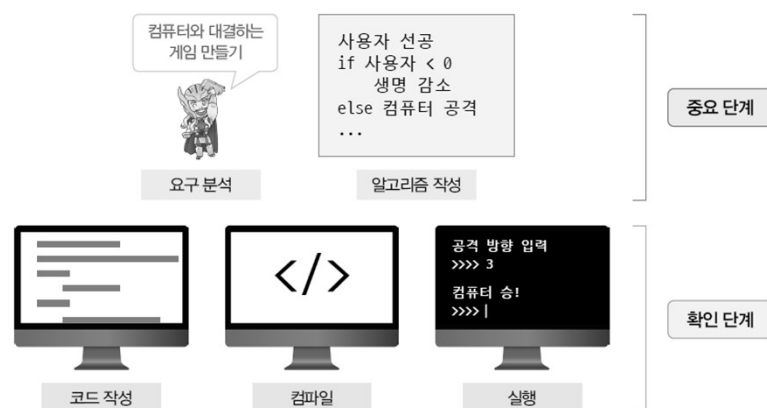 컴퓨터와 대결하는
게임 만들기
사용자 선공
if 사용자 < 0
생명 감소
else 컴퓨터 공격
...
중요 단계
요구 분석
알고리즘 작성
</>
공격 방향 입력
>>>> 3
컴퓨터 승!
>>>> |
확인 단계
코드 작성
컴파일
실행